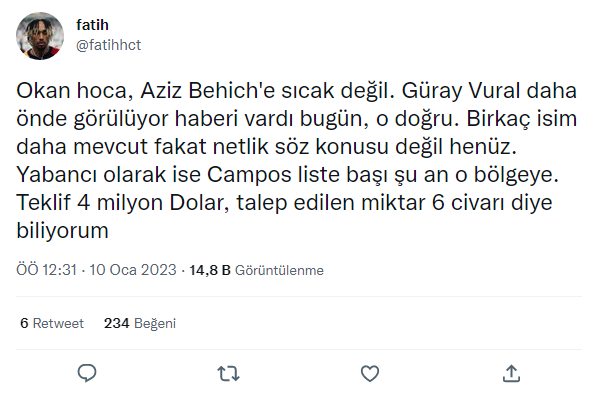 fatih
@fatihhct
Okan hoca, Aziz Behich'e sıcak değil. Güray Vural daha
önde görülüyor haberi vardı bugün, o doğru. Birkaç isim
daha mevcut fakat netlik söz konusu değil henüz.
Yabancı olarak ise Campos liste başı şu an o bölgeye.
Teklif 4 milyon Dolar, talep edilen miktar 6 civarı diye
biliyorum
ÖÖ 12:31 · 10 Oca 2023 · 14,8 B Görüntülenme
6 Retweet 234 Beğeni